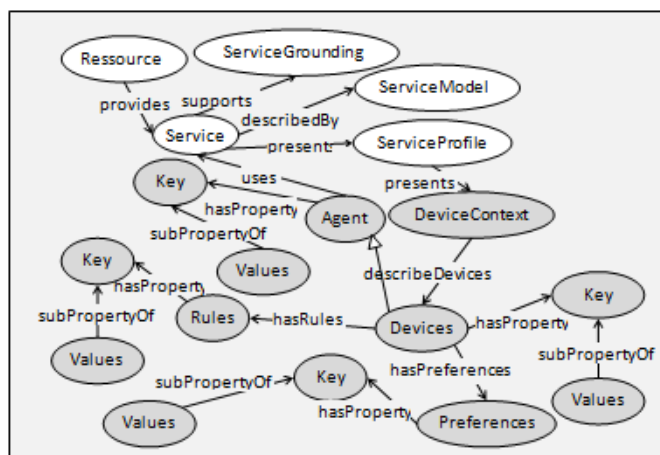 ServiceGrounding
Ressource
ServiceModel
supports
provides
describedBy
Service
present:
ServiceProfile
uses
Key
presents
hasProperty
Agent
DeviceContext
subPropertyOf
Key
Values
describeDevices
hasProperty
Key
Rules
hasRules
Devices
hasProperty
subPropertyOf
Values
hasPreferences
subPropertyOf
subPropertyOf
Key
Values
hasProperty
Values
Preferences